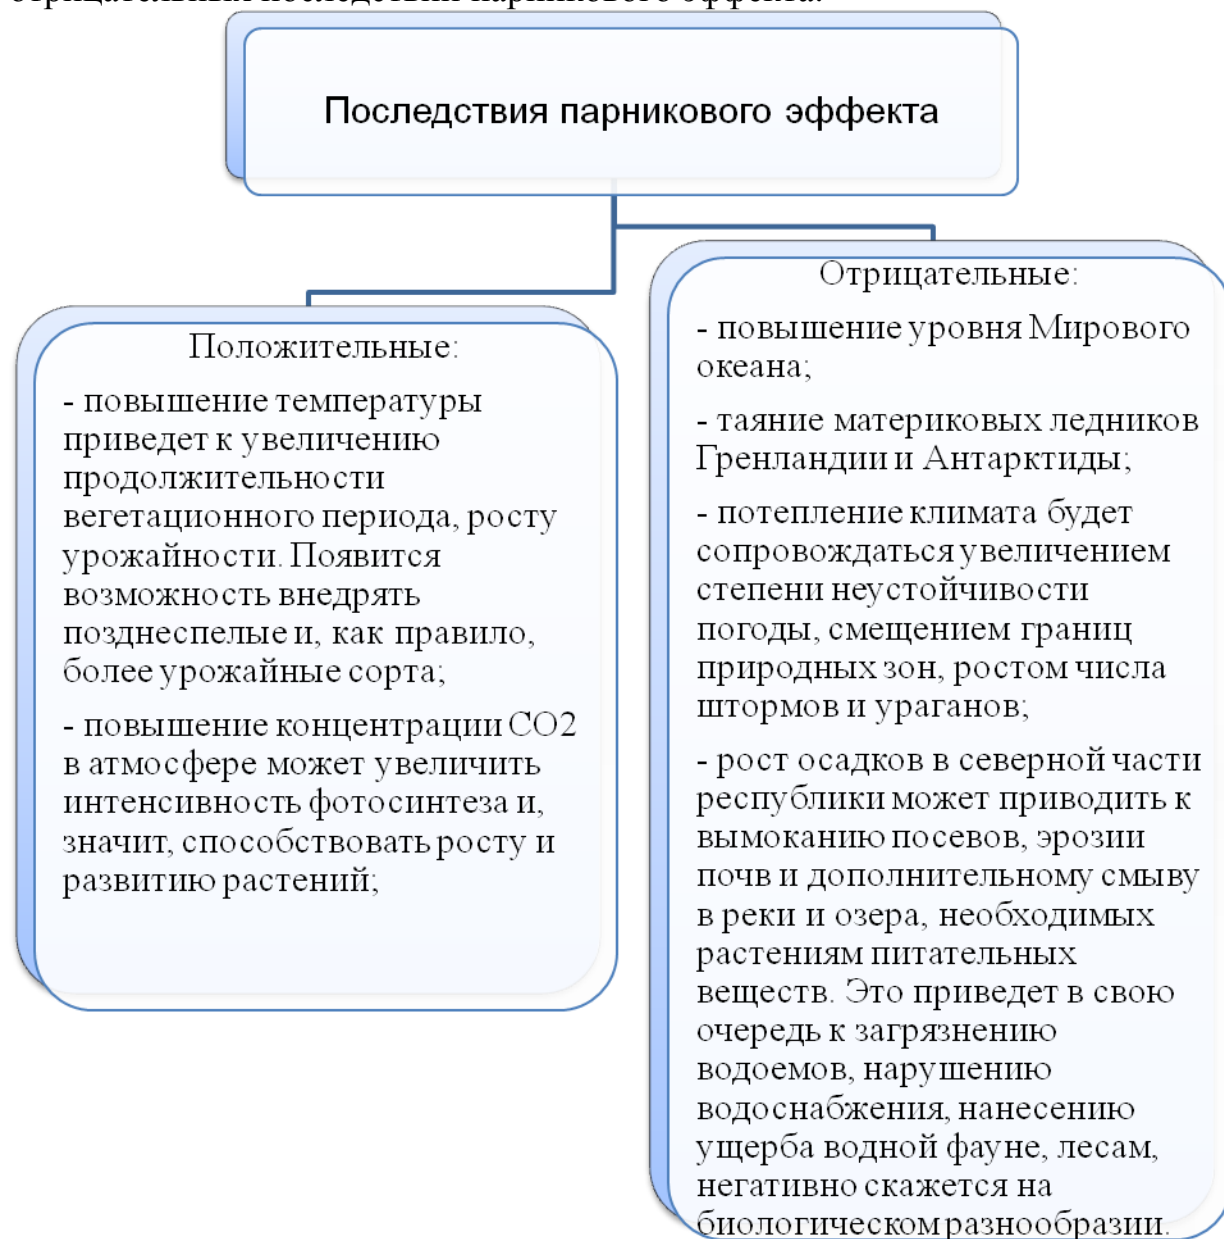 отрицательных последствий парникового эффекта.
Последствия парникового эффекта
Положительные:
- повышение температуры
приведет к увеличению
продолжительности
вегетационного периода, росту
урожайности. Появится
возможность внедрять
позднеспелые и, как правило,
более урожайные сорта;
- повышение концентрации СО2
в атмосфере может увеличить
интенсивность фотосинтеза и,
значит, способствовать росту и
развитию растений;
Отрицательные:
- повышение уровня Мирового
океана;
- таяние материковых ледников
Гренландии и Антарктиды;
- потепление климата будет
сопровождаться увеличением
степени неустойчивости
погоды, смещением границ
природных зон, ростом числа
штормов и ураганов;
- рост осадков в северной части
республики может приводить к
вымоканию посевов, эрозии
почв и дополнительному смыву
в реки и озера, необходимых
растениям питательных
веществ. Это приведет в свою
очередь к загрязнению
водоемов, нарушению
водоснабжения, нанесению
ущерба водной фауне, лесам,
негативно скажется на
биологическом разнообразии.